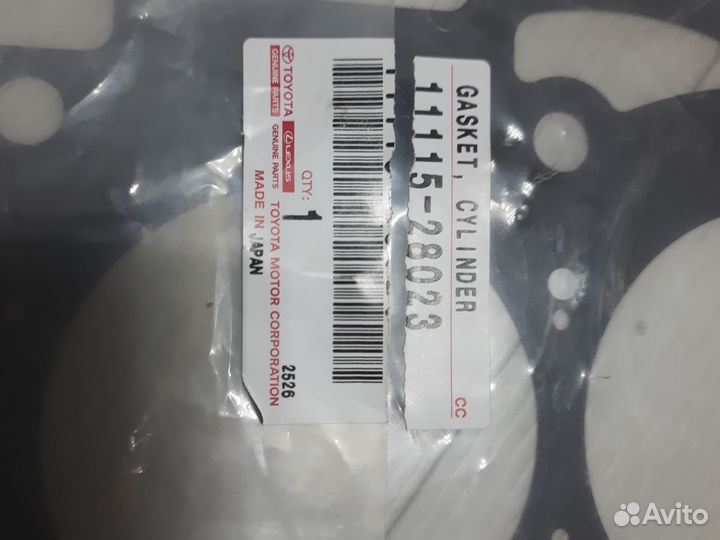 GASKET, CYLINDER
11115-28023
CC
QTY:
1
TOYOTA
GENUINE PARTS
LEXUS
GENUINE PARTS
TOYOTA MOTOR CORPORATION
MADE IN JAPAN
2526
Avito